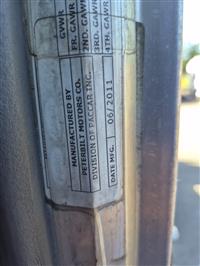 GVWR
FR. GAWR
2ND. GAWR
3RD. GAWR
4TH. GAWR
MANUFACTURED BY
PETERBILT MOTORS CO.
DIVISION OF PACCAR INC.
06/2011
DATE MFG.